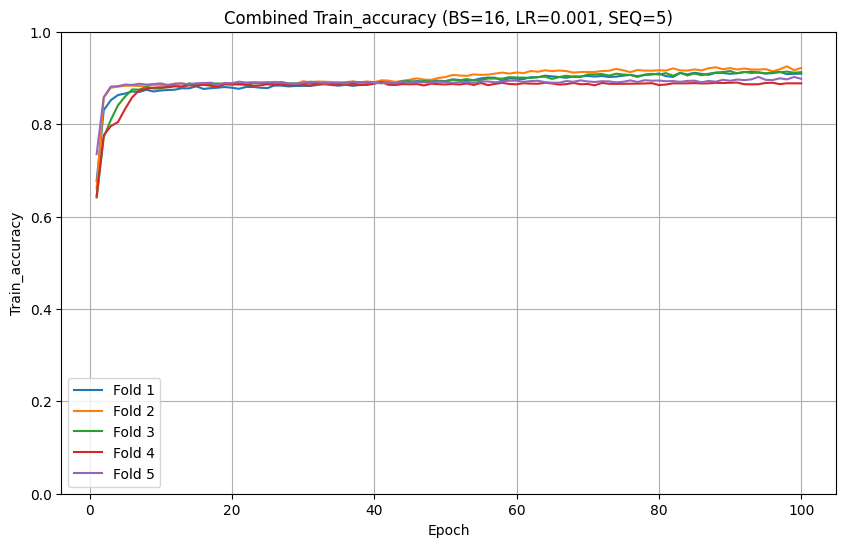 Combined Train_accuracy (BS=16, LR=0.001, SEQ=5)
1.0
0.8
0.6
0.4
0.2
0.0
Train_accuracy
Fold 1
Fold 2
Fold 3
Fold 4
Fold 5
0 20 40 60 80 100
Epoch